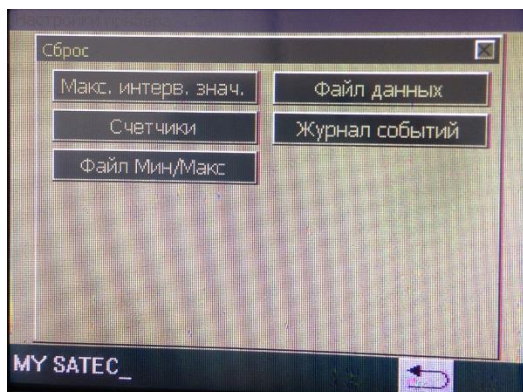 Сброс
Макс. интерв. знач.
Файл данных
Счетчики
Журнал событий
Файл Мин/Макс
MY SATEC_